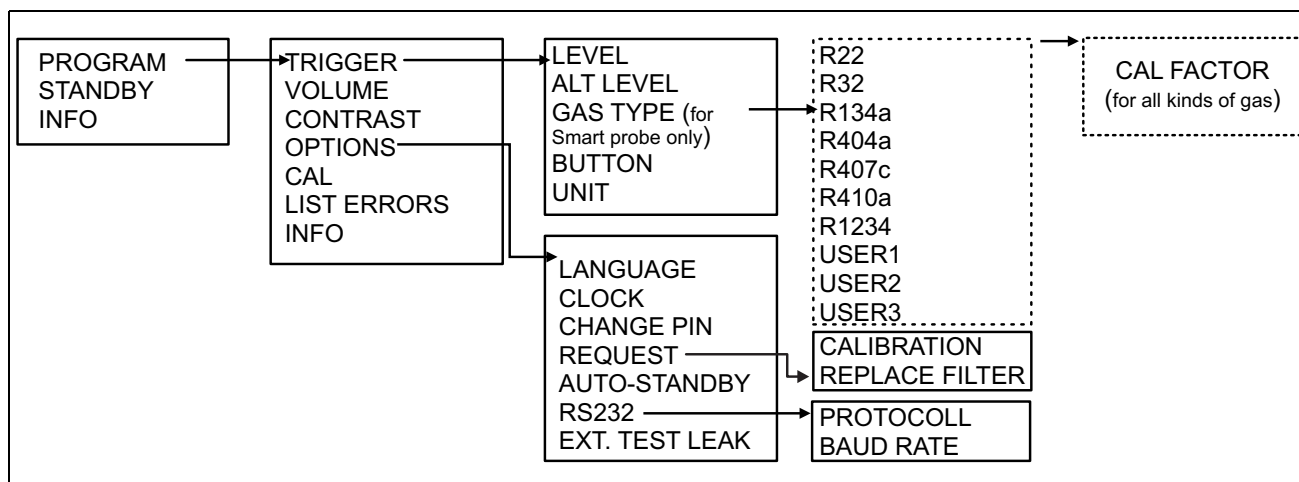 PROGRAM
STANDBY
INFO
TRIGGER
VOLUME
CONTRAST
OPTIONS
CAL
LIST ERRORS
INFO
LEVEL
ALT LEVEL
GAS TYPE (for
Smart probe only)
BUTTON
UNIT
LANGUAGE
CLOCK
CHANGE PIN
REQUEST
AUTO-STANDBY
RS232
EXT. TEST LEAK
R22
R32
R134a
R404a
R407c
R410a
R1234
USER1
USER2
USER3
CALIBRATION
REPLACE FILTER
PROTOCOLL
BAUD RATE
CAL FACTOR
(for all kinds of gas)